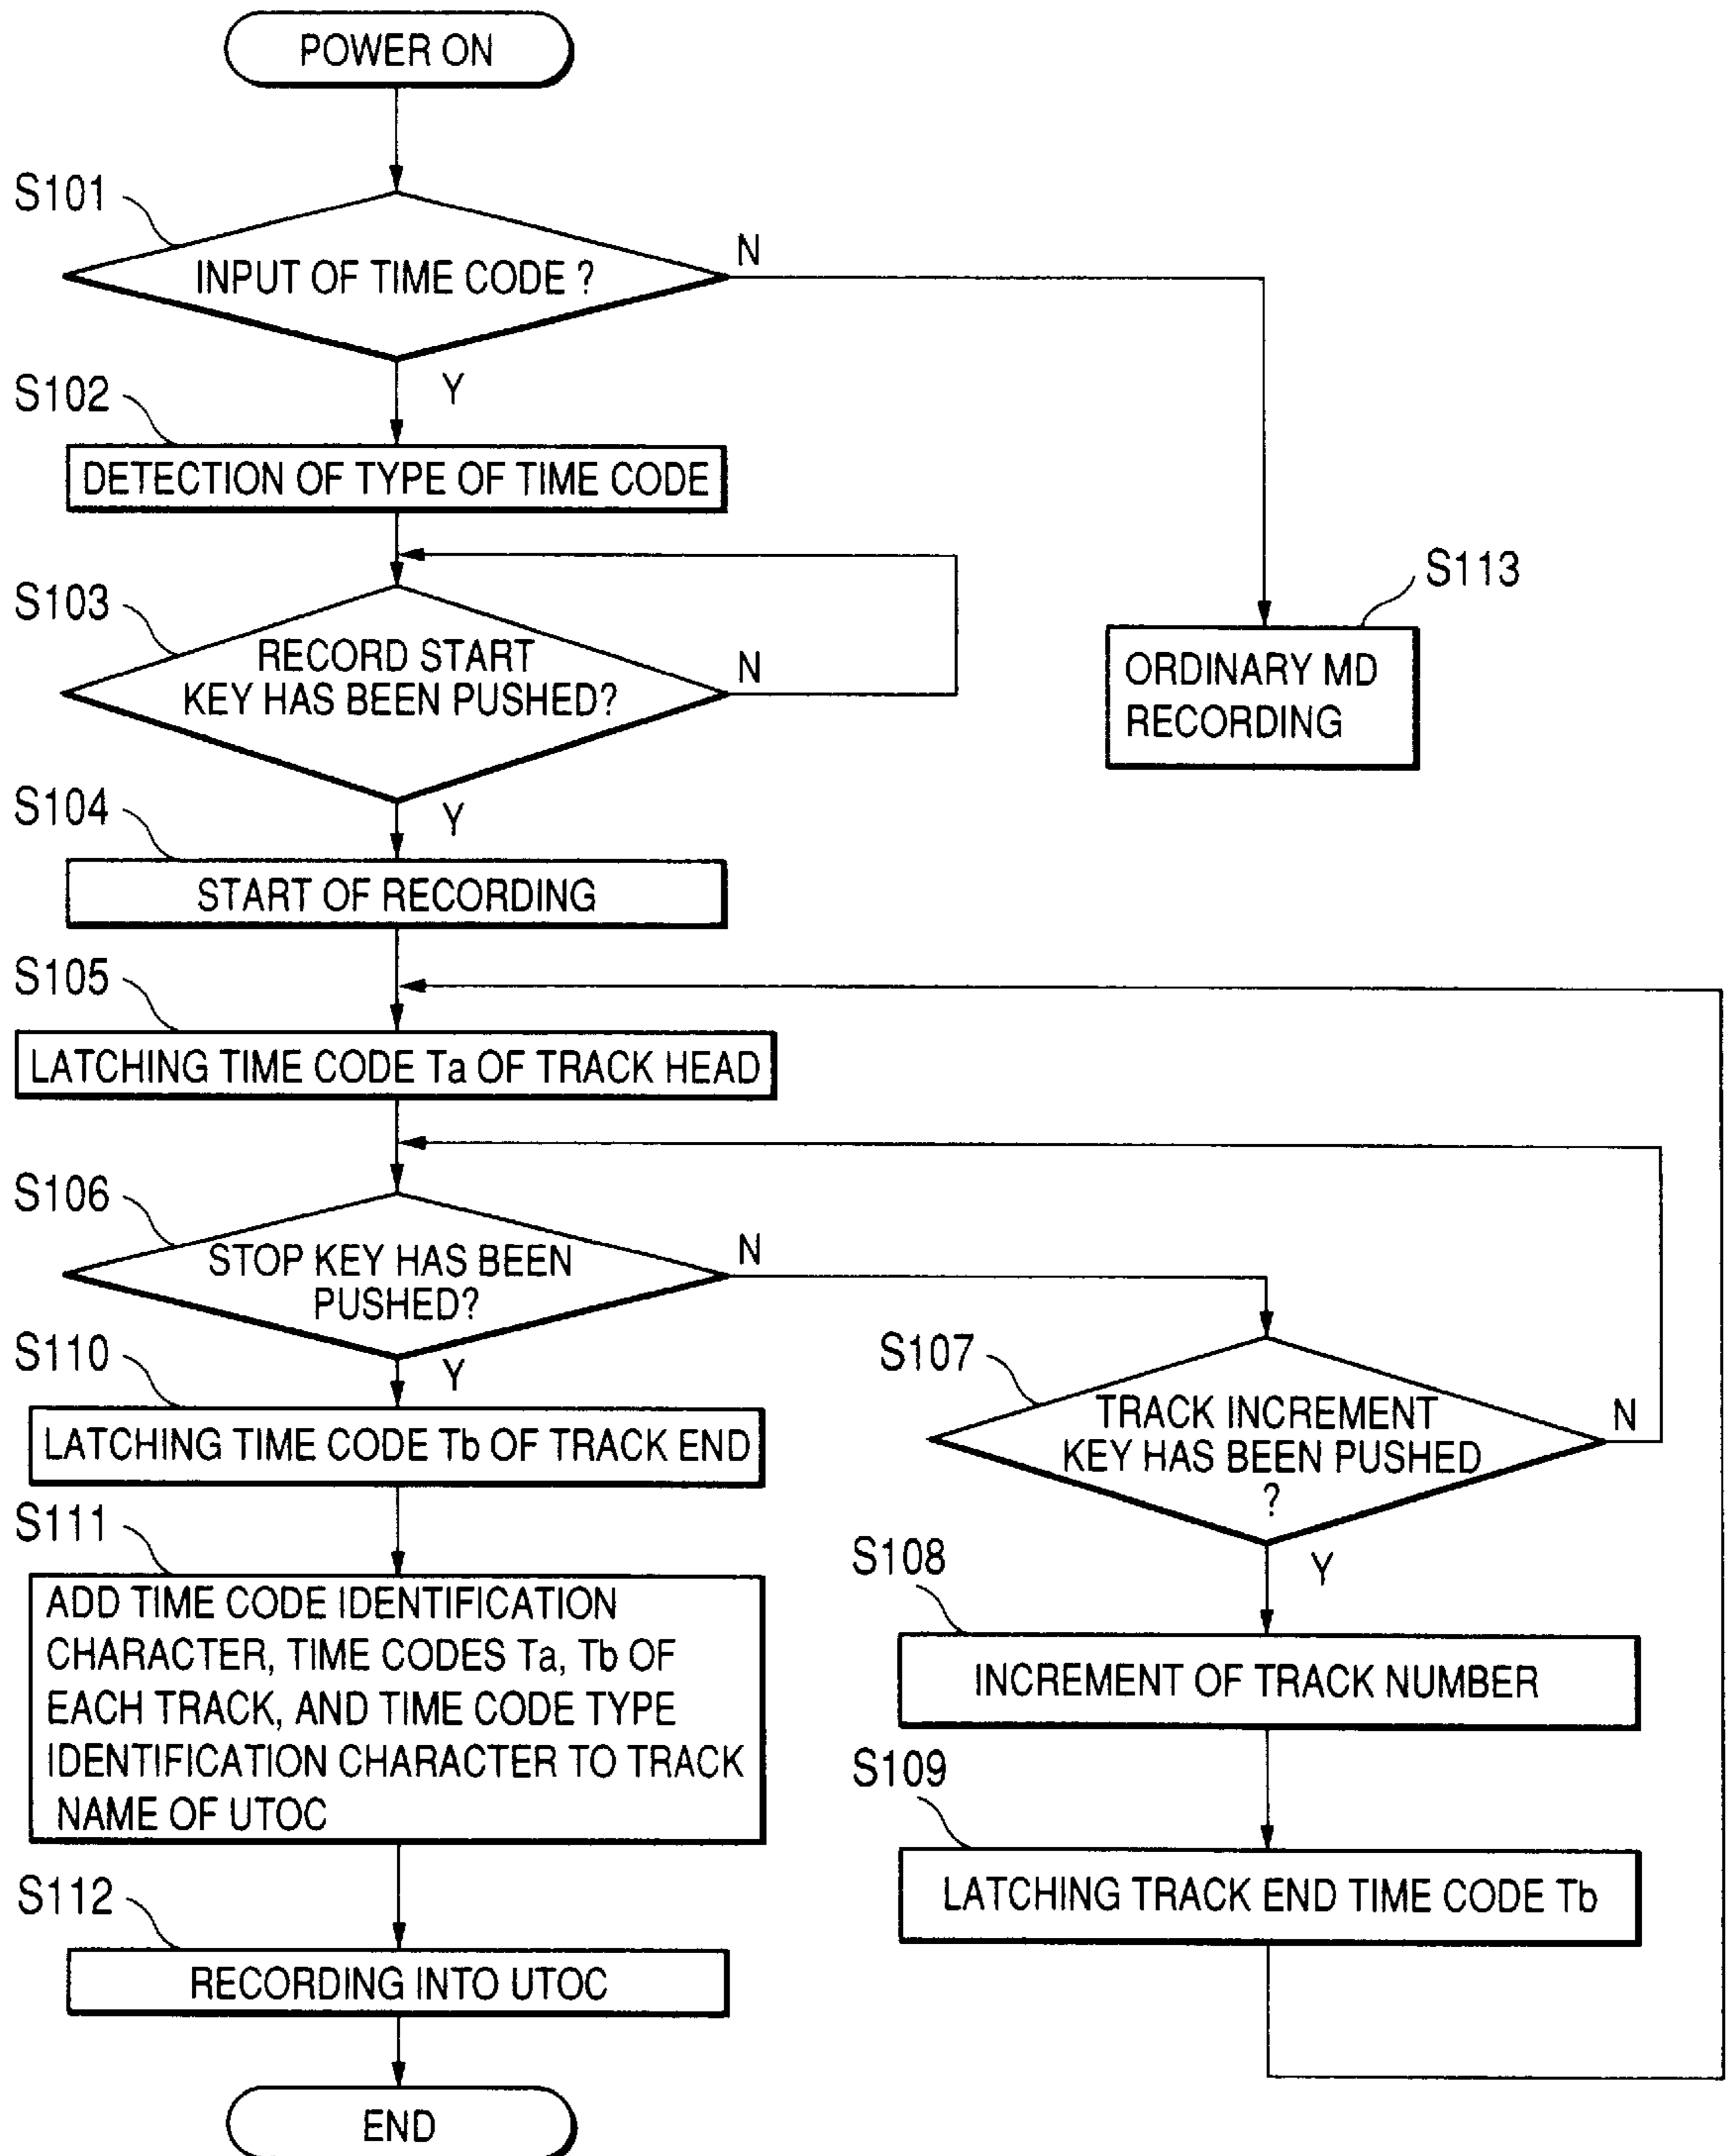 POWER ON
S101
INPUT OF TIME CODE ?
N
Y
S102
DETECTION OF TYPE OF TIME CODE
S103
RECORD START
KEY HAS BEEN PUSHED?
N
S113
ORDINARY MD
RECORDING
Y
S104
START OF RECORDING
S105
LATCHING TIME CODE Ta OF TRACK HEAD
S106
STOP KEY HAS BEEN
PUSHED?
N
Y
S107
TRACK INCREMENT
KEY HAS BEEN PUSHED
?
N
Y
S108
INCREMENT OF TRACK NUMBER
S109
LATCHING TRACK END TIME CODE Tb
S110
LATCHING TIME CODE Tb OF TRACK END
S111
ADD TIME CODE IDENTIFICATION
CHARACTER, TIME CODES Ta, Tb OF
EACH TRACK, AND TIME CODE TYPE
IDENTIFICATION CHARACTER TO TRACK
NAME OF UTOC
S112
RECORDING INTO UTOC
END